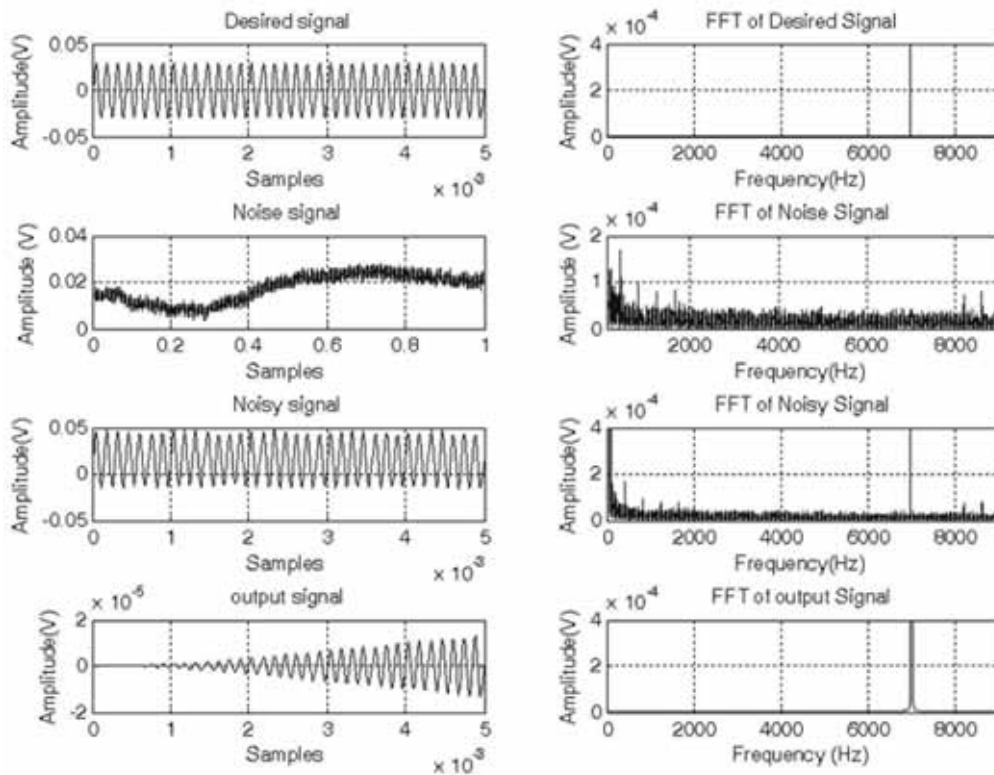 Desired signal
Amplitude(V)
0.05
0
-0.05
0 1 2 3 4 5
Samples
× 10⁻³
FFT of Desired Signal
× 10⁻⁴
Amplitude(V)
4
2
0
2000 4000 6000 8000
Frequency(Hz)
Noise signal
Amplitude (V)
0.04
0.02
0
0 0.2 0.4 0.6 0.8 1
Samples
FFT of Noise Signal
× 10⁻⁴
Amplitude(V)
2
1
0
2000 4000 6000 8000
Frequency(Hz)
Noisy signal
Amplitude(V)
0.05
0
-0.05
0 1 2 3 4 5
Samples
× 10⁻³
FFT of Noisy Signal
Amplitude(V)
× 10⁻⁴
4
2
0
0 2000 4000 6000 8000
Frequency(Hz)
output signal
× 10⁻⁵
Amplitude(V)
2
0
-2
0 1 2 3 4 5
Samples
× 10⁻³
FFT of output Signal
× 10⁻⁴
Amplitude(V)
4
2
0
0 2000 4000 6000 8000
Frequency (Hz)